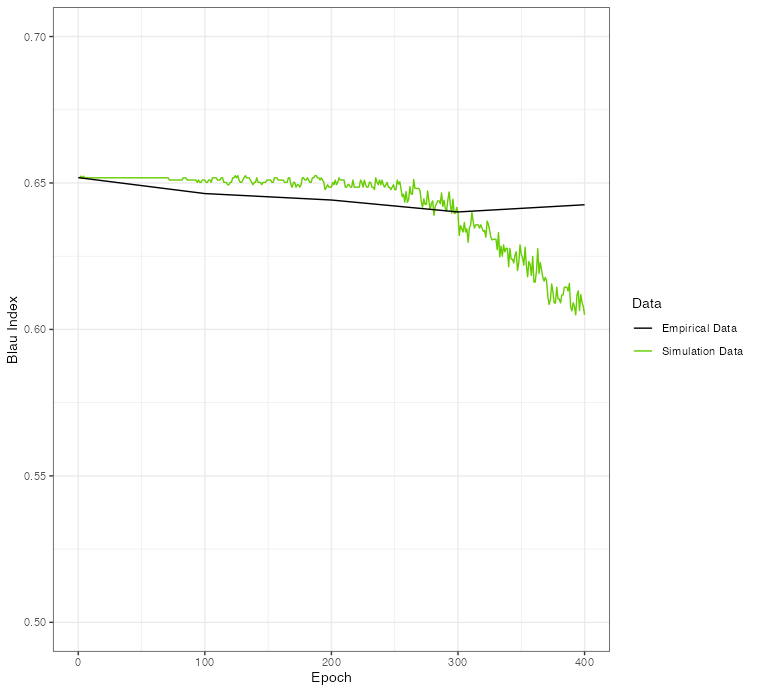 0.70
0.65
0.60
0.55
0.50
Blau Index
0 100 200 300 400
Epoch
Data
Empirical Data
Simulation Data